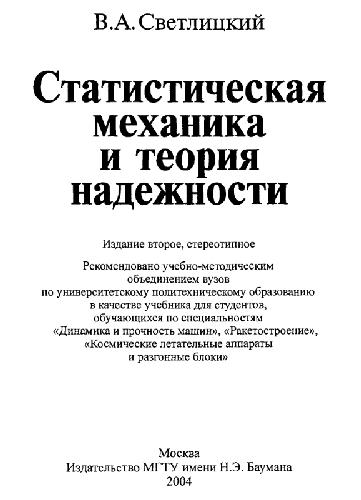 В.А.Светлицкий
Статистическая
механика
и теория
надежности
Издание второе, стереотипное
Рекомендовано учебно-методическим
объединением вузов
по университетскому политехническому образованию
в качестве учебника для студентов,
обучающихся по специальностям
«Динамика и прочность машин», «Ракетостроение»,
«Космические летательные аппараты
и разгонные блоки»
Москва
Издательство МГТУ имени Н.Э. Баумана
2004